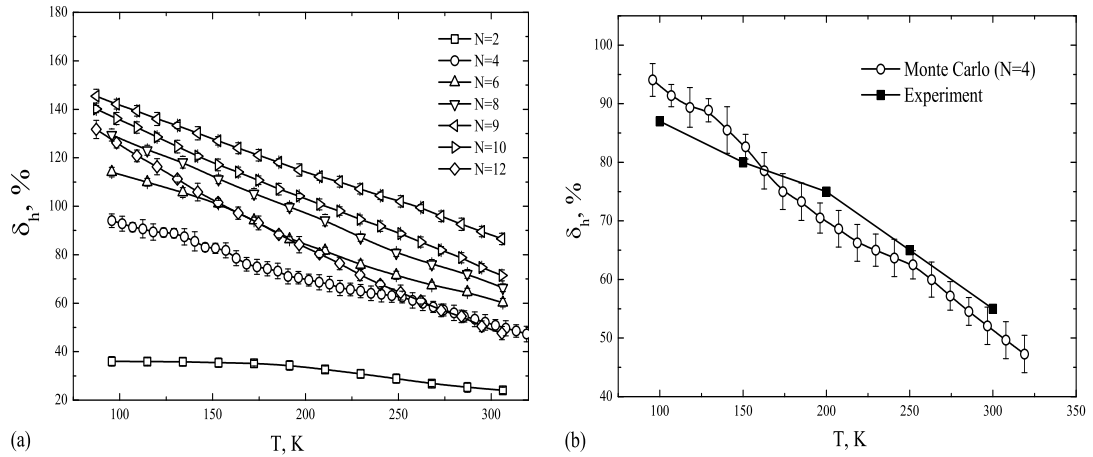 180
160
140
120
100
80
60
40
20
δh, %
N=2
N=4
N=6
N=8
N=9
N=10
N=12
100 150 200 250 300
T, K
(a)
100
90
80
70
60
50
40
δh, %
Monte Carlo (N=4)
Experiment
100 150 200 250 300 350
T, K
(b)